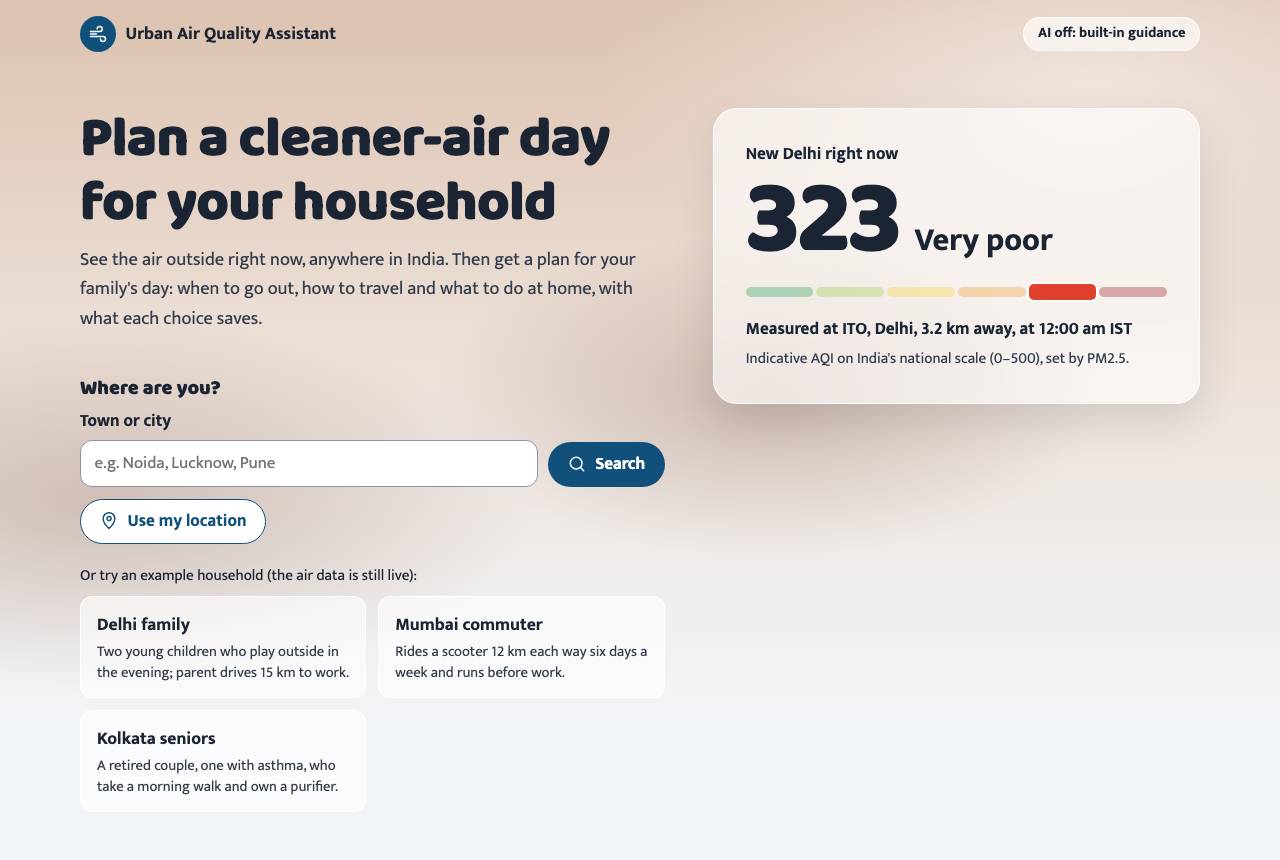 Urban Air Quality Assistant
AI off: built-in guidance
Plan a cleaner-air day
for your household
See the air outside right now, anywhere in India. Then get a plan for your
family's day: when to go out, how to travel and what to do at home, with
what each choice saves.
New Delhi right now
323 Very poor
Measured at ITO, Delhi, 3.2 km away, at 12:00 am IST
Indicative AQI on India's national scale (0–500), set by PM2.5.
Where are you?
Town or city
e.g. Noida, Lucknow, Pune
Search
Use my location
Or try an example household (the air data is still live):
Delhi family
Two young children who play outside in
the evening; parent drives 15 km to work.
Mumbai commuter
Rides a scooter 12 km each way six days a
week and runs before work.
Kolkata seniors
A retired couple, one with asthma, who
take a morning walk and own a purifier.